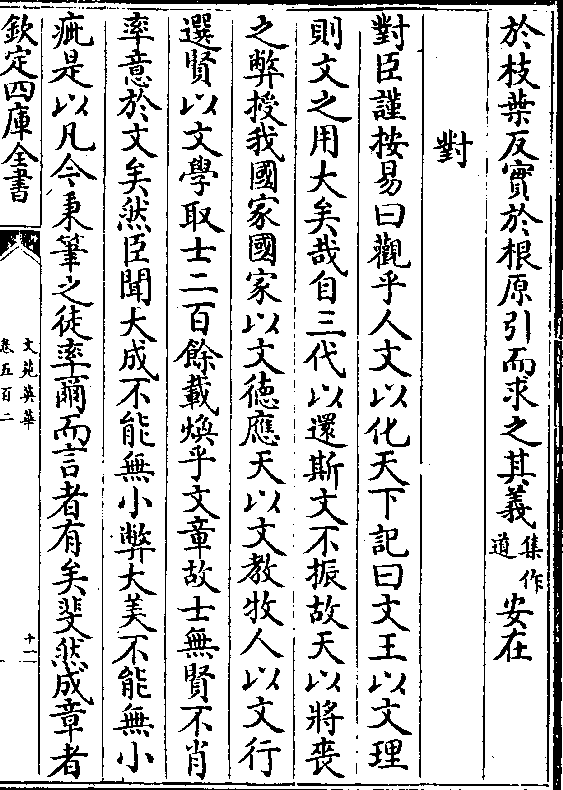 於枝葉反實於根原引而求之其義集作道安在
對
對臣謹按易曰觀乎人文以化天下記曰文王以文理
則文之用大矣哉自三代以還斯文不振故天以將喪
之弊授我國家國家以文徳應天以文教牧人以文行
選賢以文學取士二百餘載煥乎文章故士無賢不肖
率意於文矣然臣聞大成不能無小弊大美不能無小
疵是以凡今秉筆之徒率爾而言者有矣斐然成章者
欽定四庫全書
文苑英華
卷五百二
十一